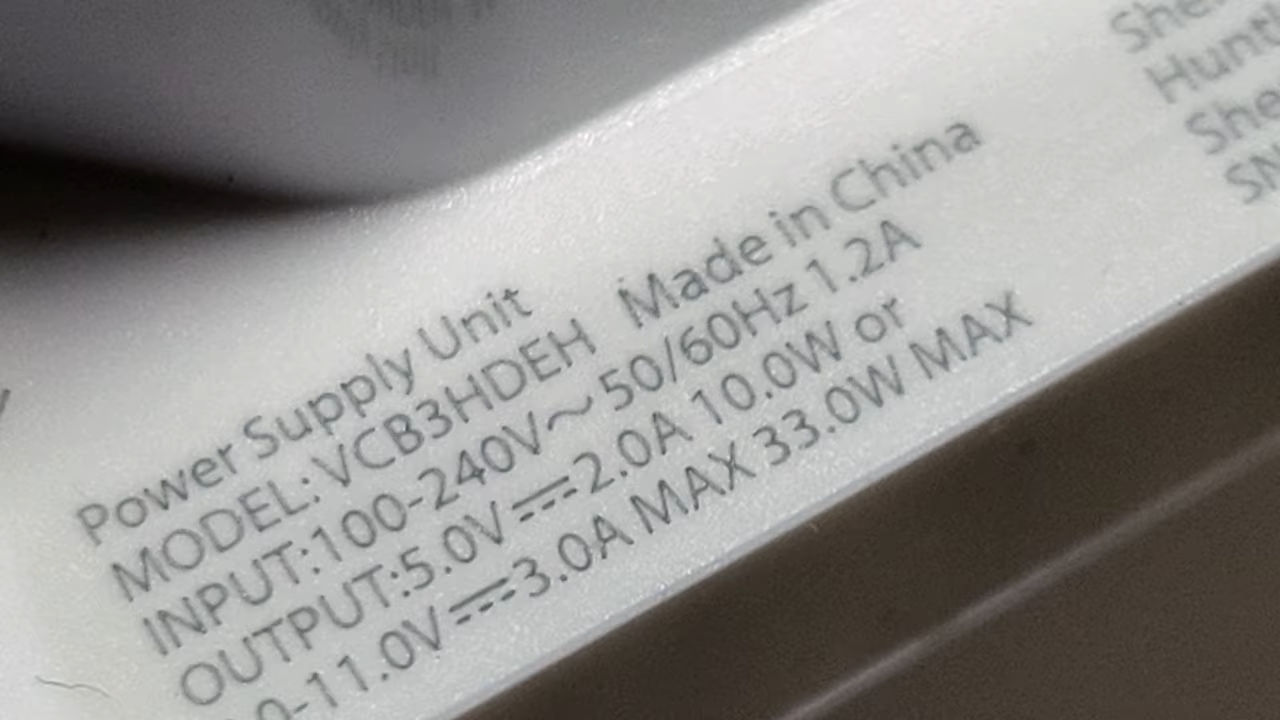 Power Supply Unit
MODEL: VCB3HDEH Made in China
INPUT:100-240V~50/60Hz 1.2A
OUTPUT:5.0V⎓2.0A 10.0W or
0-11.0V⎓3.0A MAX 33.0W MAX